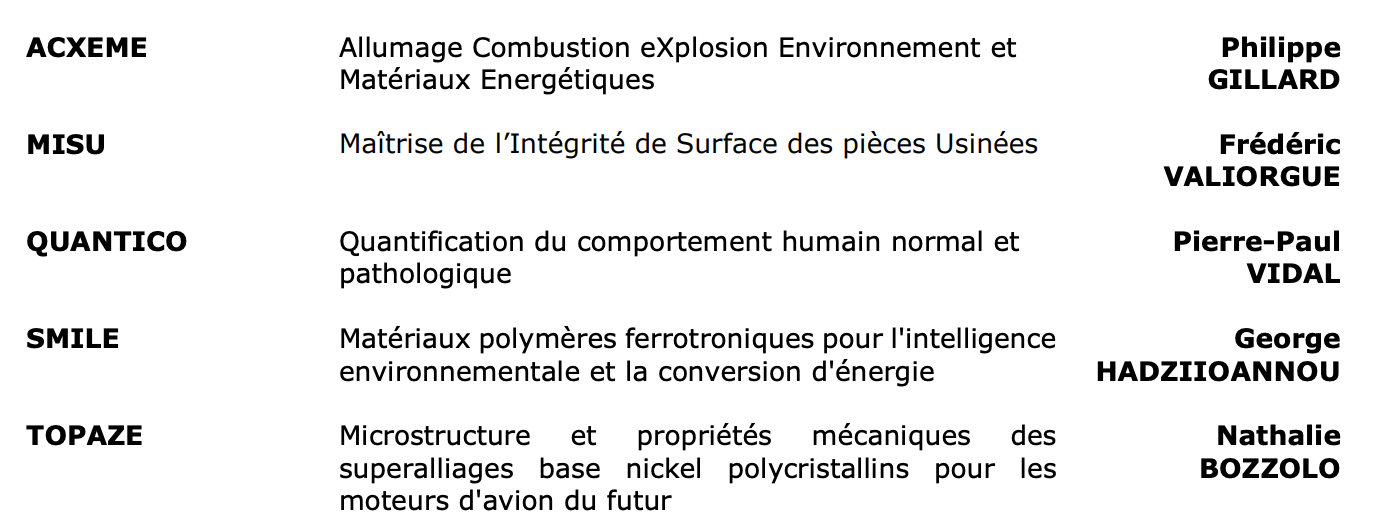 ACXEME Allumage Combustion eXplosion Environnement et Philippe
Matériaux Energétiques GILLARD
MISU Maîtrise de l’Intégrité de Surface des pièces Usinées Frédéric
VALIORGUE
QUANTICO Quantification du comportement humain normal et Pierre-Paul
pathologique VIDAL
SMILE Matériaux polymères ferrotroniques pour l'intelligence George
environnementale et la conversion d'énergie HADZIIOANNOU
TOPAZE Microstructure et propriétés mécaniques des Nathalie
superalliages base nickel polycristallins pour les BOZZOLO
moteurs d'avion du futur